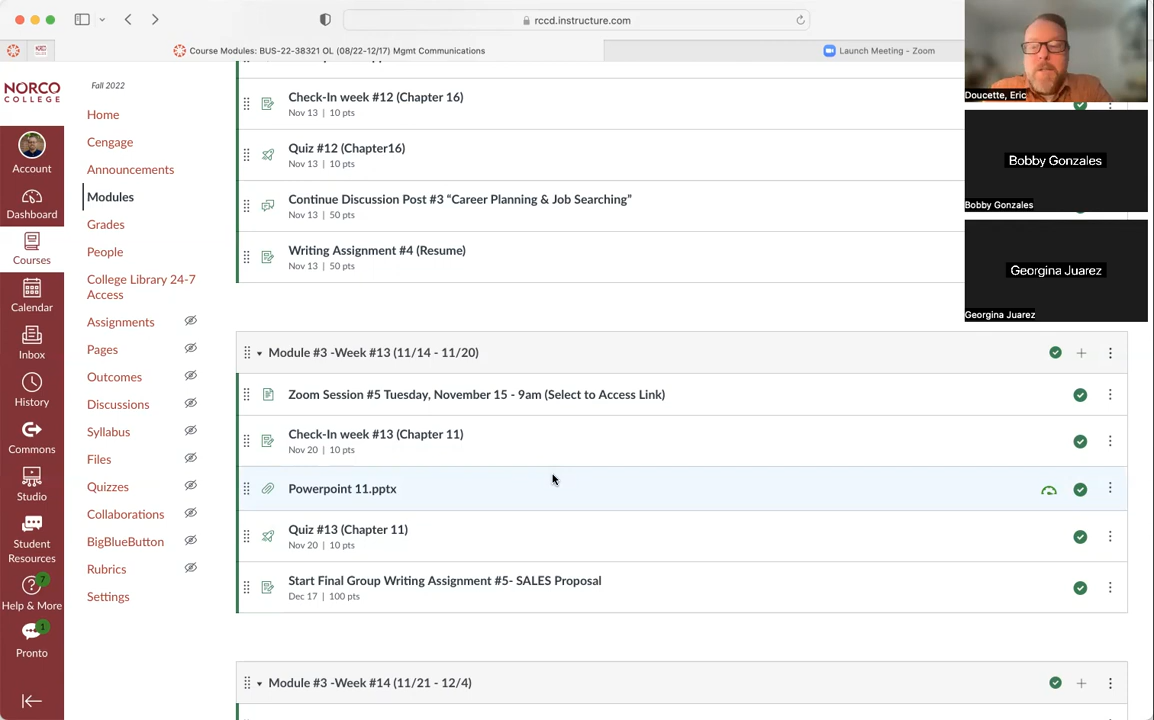 rccd.instructure.com
Course Modules: BUS-22-38321 OL (08/22-12/17) Mgmt Communications
Launch Meeting - Zoom
Doucette, Eric
Bobby Gonzales
Bobby Gonzales
Georgina Juarez
Georgina Juarez
NORCO
COLLEGE
Account
Dashboard
Courses
Calendar
Inbox
History
Commons
Studio
Student
Resources
7
Help & More
1
Pronto
Fall 2022
Home
Cengage
Announcements
Modules
Grades
People
College Library 24-7
Access
Assignments
Pages
Outcomes
Discussions
Syllabus
Files
Quizzes
Collaborations
BigBlueButton
Rubrics
Settings
Check-In week #12 (Chapter 16)
Nov 13 | 10 pts
Quiz #12 (Chapter16)
Nov 13 | 10 pts
Continue Discussion Post #3 “Career Planning & Job Searching”
Nov 13 | 50 pts
Writing Assignment #4 (Resume)
Nov 13 | 50 pts
Module #3 -Week #13 (11/14 - 11/20)
Zoom Session #5 Tuesday, November 15 - 9am (Select to Access Link)
Check-In week #13 (Chapter 11)
Nov 20 | 10 pts
Powerpoint 11.pptx
Quiz #13 (Chapter 11)
Nov 20 | 10 pts
Start Final Group Writing Assignment #5- SALES Proposal
Dec 17 | 100 pts
Module #3 -Week #14 (11/21 - 12/4)